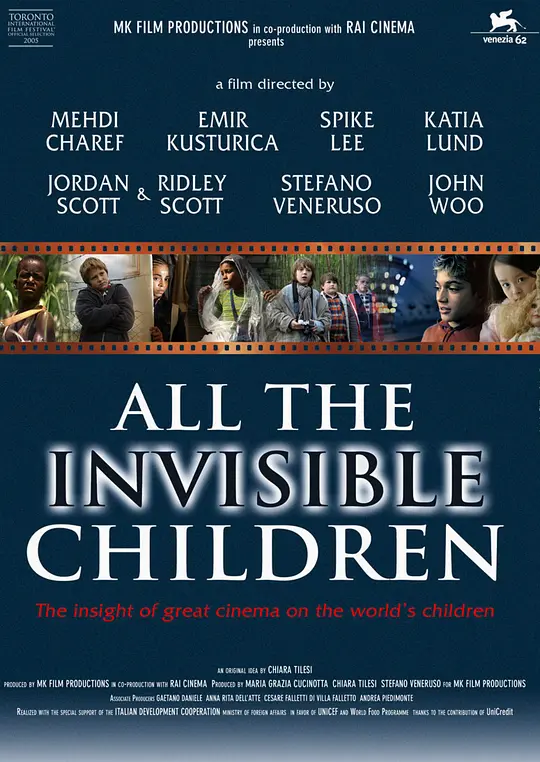 TORONTO
INTERNATIONAL
FILM FESTIVAL
OFFICIAL SELECTION
2005
MK FILM PRODUCTIONS in co-production with RAI CINEMA
presents
venezia 62
a film directed by
MEHDI CHAREF
EMIR KUSTURICA
SPIKE LEE
KATIA LUND
JORDAN SCOTT & RIDLEY SCOTT
STEFANO VENERUSO
JOHN WOO
ALL THE
INVISIBLE
CHILDREN
The insight of great cinema on the world's children
AN ORIGINAL IDEA BY CHIARA TILESI
PRODUCED BY MK FILM PRODUCTIONS IN CO-PRODUCTION WITH RAI CINEMA PRODUCED BY MARIA GRAZIA CUCINOTTA CHIARA TILESI STEFANO VENERUSO FOR MK FILM PRODUCTIONS
ASSOCIATE PRODUCERS GAETANO DANIELE ANNA RITA DELL'ATTE CESARE FALLETTI DI VILLA FALLETTO ANDREA PIEDIMONTE
REALIZED WITH THE SPECIAL SUPPORT OF THE ITALIAN DEVELOPMENT COOPERATION MINISTRY OF FOREIGN AFFAIRS IN FAVOR OF UNICEF AND WORLD FOOD PROGRAMME THANKS TO THE CONTRIBUTION OF UniCredit